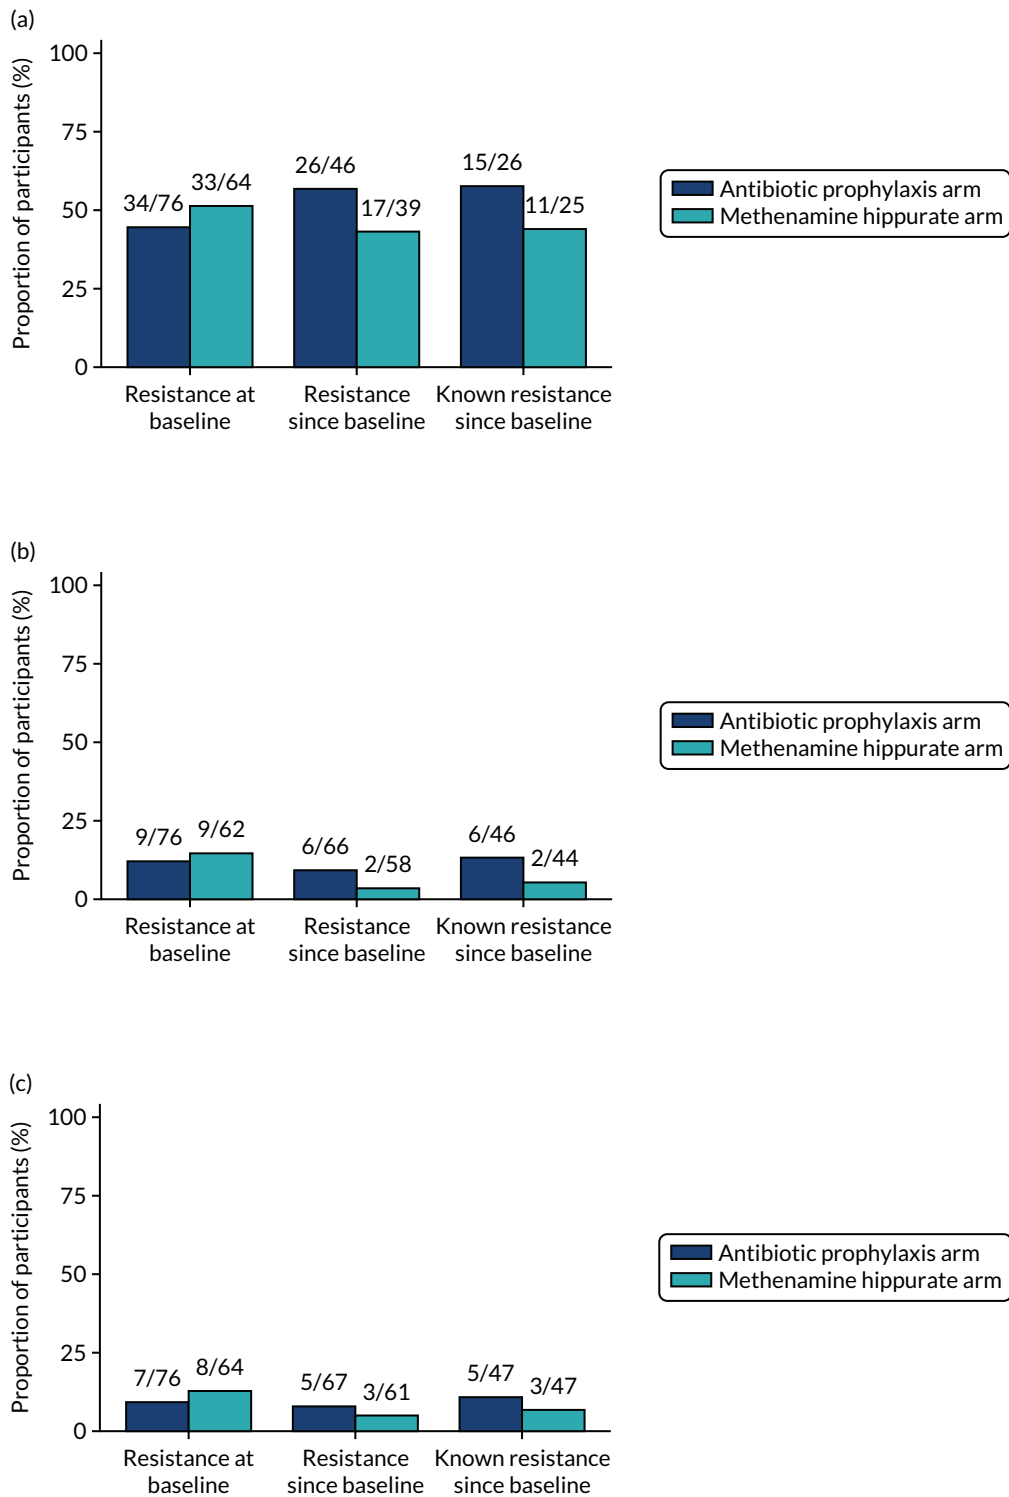 (a)
Proportion of participants (%)
100
75
50
25
0
34/76
33/64
26/46
17/39
15/26
11/25
Resistance at
baseline
Resistance
since baseline
Known resistance
since baseline
Antibiotic prophylaxis arm
Methenamine hippurate arm
(b)
Proportion of participants (%)
100
75
50
25
0
9/76
9/62
6/66
2/58
6/46
2/44
Resistance at
baseline
Resistance
since baseline
Known resistance
since baseline
Antibiotic prophylaxis arm
Methenamine hippurate arm
(c)
Proportion of participants (%)
100
75
50
25
0
7/76
8/64
5/67
3/61
5/47
3/47
Resistance at
baseline
Resistance
since baseline
Known resistance
since baseline
Antibiotic prophylaxis arm
Methenamine hippurate arm